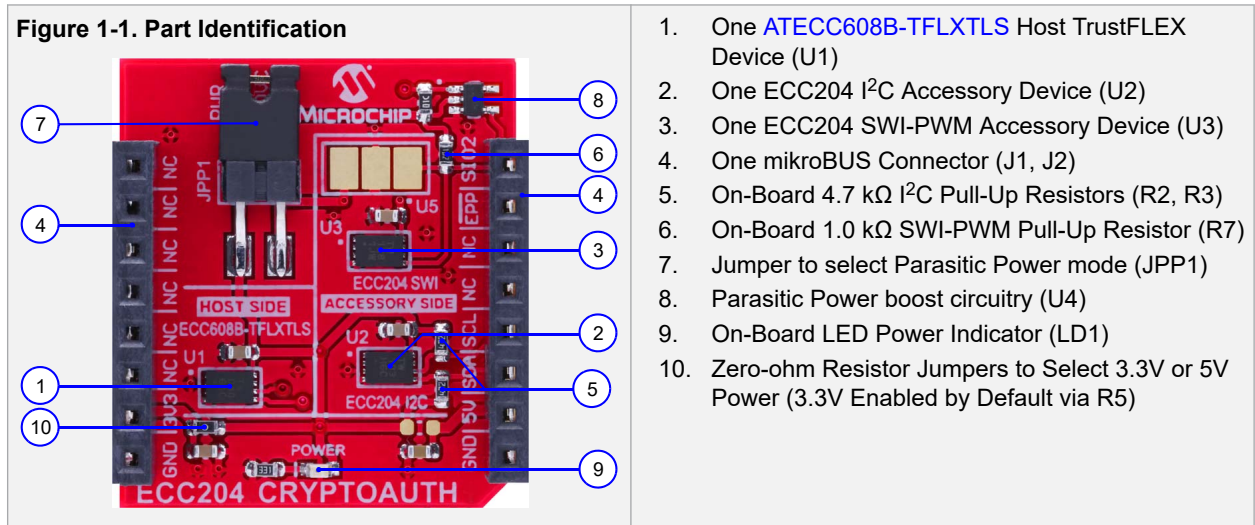 Figure 1-1. Part Identification
PWR
MICROCHIP
8
7
JPP1
SIO2
6
NC
NC
NC
NC
NC
NC
3V3
GND
4
U5
U3
EPP
4
NC
3
ECC204 SWI
NC
HOST SIDE
ACCESSORY SIDE
ECC608B-TFLXTLS
SCL
2
U2
U1
SDA
1
ECC204 I2C
5
5V
10
GND
POWER
331
9
ECC204 CRYPTOAUTH
1. One ATECC608B-TFLXTLS Host TrustFLEX
Device (U1)
2. One ECC204 I²C Accessory Device (U2)
3. One ECC204 SWI-PWM Accessory Device (U3)
4. One mikroBUS Connector (J1, J2)
5. On-Board 4.7 kΩ I²C Pull-Up Resistors (R2, R3)
6. On-Board 1.0 kΩ SWI-PWM Pull-Up Resistor (R7)
7. Jumper to select Parasitic Power mode (JPP1)
8. Parasitic Power boost circuitry (U4)
9. On-Board LED Power Indicator (LD1)
10. Zero-ohm Resistor Jumpers to Select 3.3V or 5V
Power (3.3V Enabled by Default via R5)